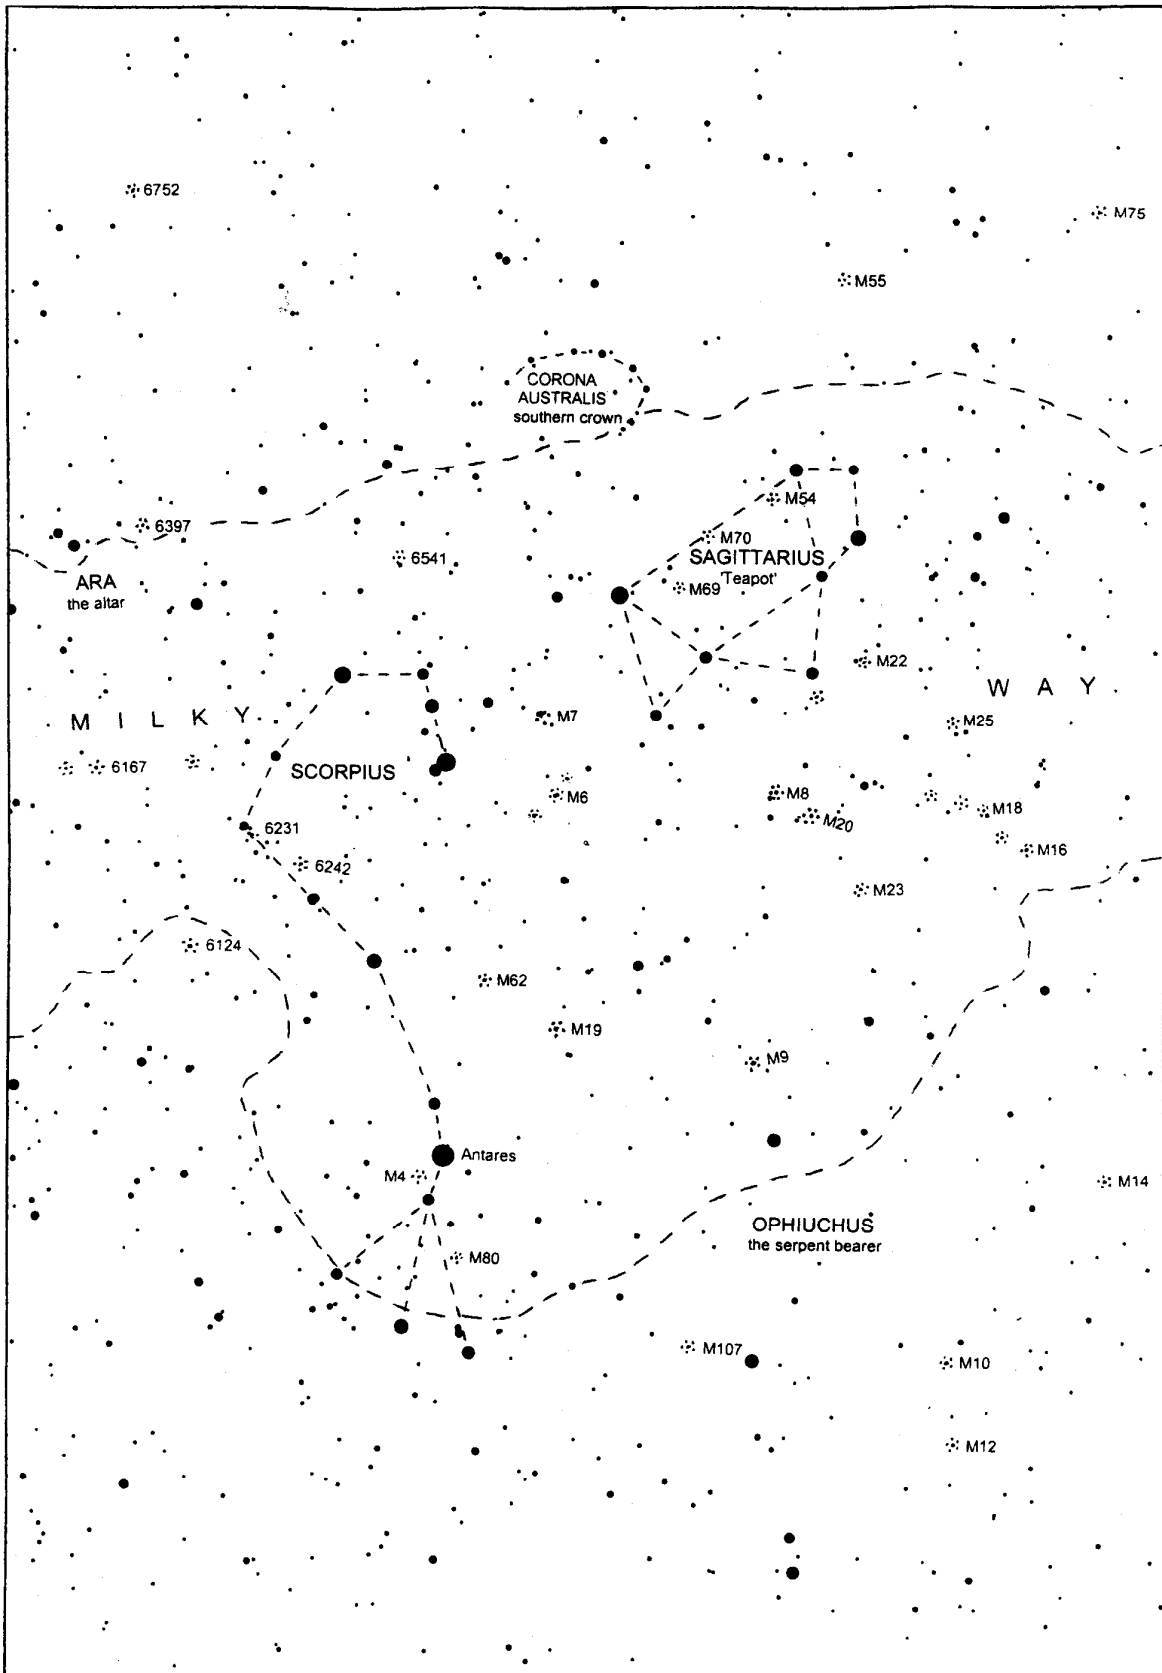 6752
M75
M55
CORONA
AUSTRALIS
southern crown
M54
6397
M70
6541
SAGITTARIUS
'Teapot'
ARA
the altar
M69
M22
W A Y
M I L K Y
M7
M25
6167
SCORPIUS
M6
M8
M18
M20
6231
M16
6242
M23
6124
M62
M19
M9
Antares
M4
M14
OPHIUCHUS
the serpent bearer
M80
M107
M10
M12